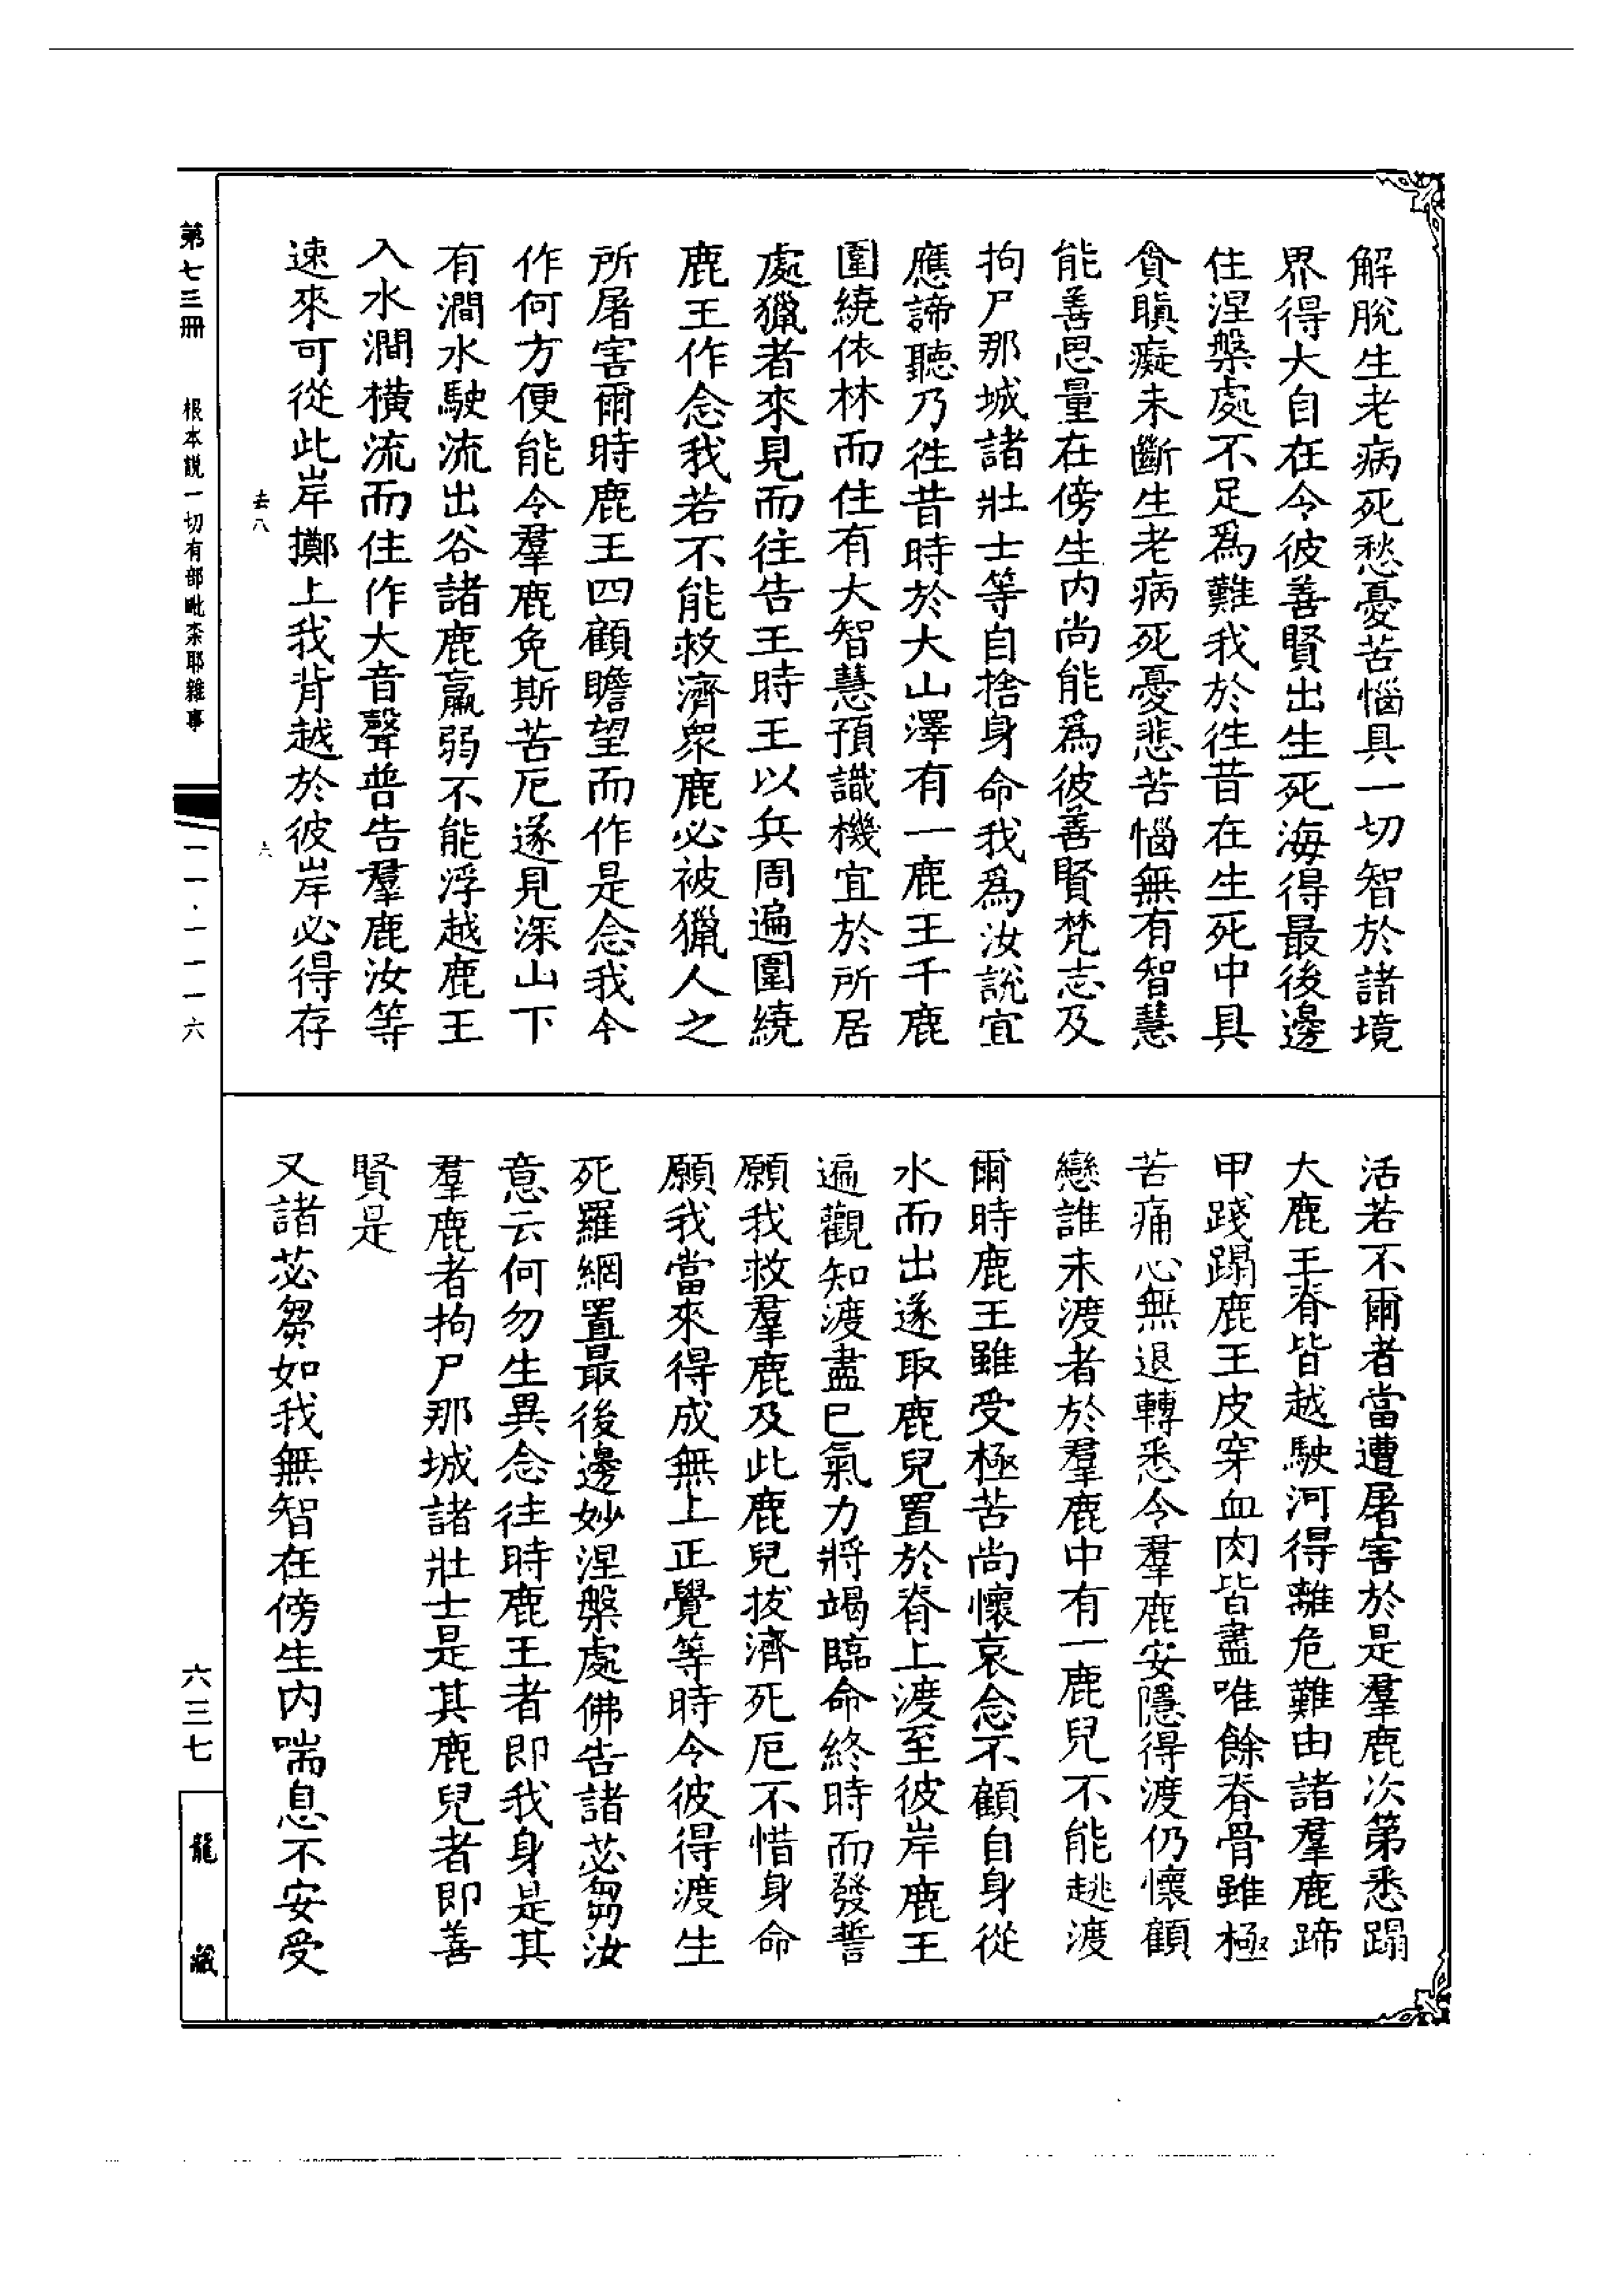 解脫生老病死愁憂苦惱具一切智於諸境
界得大自在令彼善賢出生死海得最後邊
住涅槃處不足爲難我於往昔在生死中具
貪瞋癡未斷生老病死憂悲苦惱無有智慧
能善思量在傍生内尚能爲彼善賢梵志及
拘尸那城諸壯士等自捨身命我爲汝說宜
應諦聽乃往昔時於大山澤有一鹿王千鹿
圍繞依林而住有大智慧預識機宜於所居
處獵者來見而往告王時王以兵周遍圍繞
鹿王作念我若不能救濟眾鹿必被獵人之
所屠害爾時鹿王四顧瞻望而作是念我今
作何方便能令羣鹿免斯苦厄遂見深山下
有澗水駛流出谷諸鹿羸弱不能浮越鹿王
入水澗橫流而住作大音聲普告羣鹿汝等
速來可從此岸擲上我背越於彼岸必得存
去八
六
活若不爾者當遭屠害於是羣鹿次第悉蹋
大鹿王脊皆越駛河得離危難由諸羣鹿蹄
甲踐蹋鹿王皮穿血肉皆盡唯餘脊骨雖極
苦痛心無退轉悉令羣鹿安隱得渡仍懷顧
戀誰未渡者於羣鹿中有一鹿兒不能趒渡
爾時鹿王雖受極苦尚懷哀念不顧自身從
水而出遂取鹿兒置於脊上渡至彼岸鹿王
遍觀知渡盡已氣力將竭臨命終時而發誓
願我救羣鹿及此鹿兒拔濟死厄不惜身命
願我當來得成無上正覺等時令彼得渡生
死羅網置最後邊妙涅槃處佛告諸苾芻汝
意云何勿生異念往時鹿王者即我身是其
羣鹿者拘尸那城諸壯士是其鹿兒者即善
賢是
又諸苾芻如我無智在傍生内喘息不安受
第七三冊
根本説一切有部毗奈耶雜事
一一·一一一六
六三七
龍藏